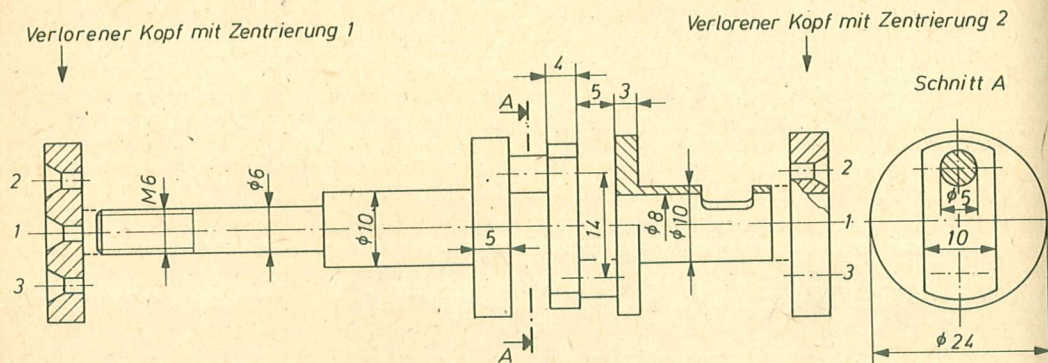 Verlorener Kopf mit Zentrierung 1
Verlorener Kopf mit Zentrierung 2
Schnitt A
4
5 3
A
2
1
3
M6
ϕ6
ϕ10
5
14
ϕ8
ϕ10
2
1
3
ϕ5
10
ϕ24
A